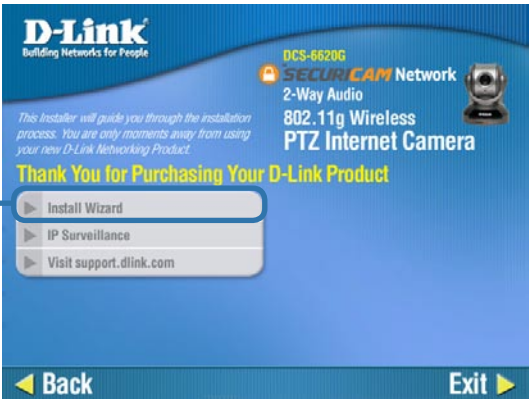 D-Link
Building Networks for People
DCS-6620G
SECURICAM Network
2-Way Audio
802.11g Wireless
PTZ Internet Camera
This Installer will guide you through the installation
process. You are only moments away from using
your new D-Link Networking Product.
Thank You for Purchasing Your D-Link Product
Install Wizard
IP Surveillance
Visit support.dlink.com
Back
Exit